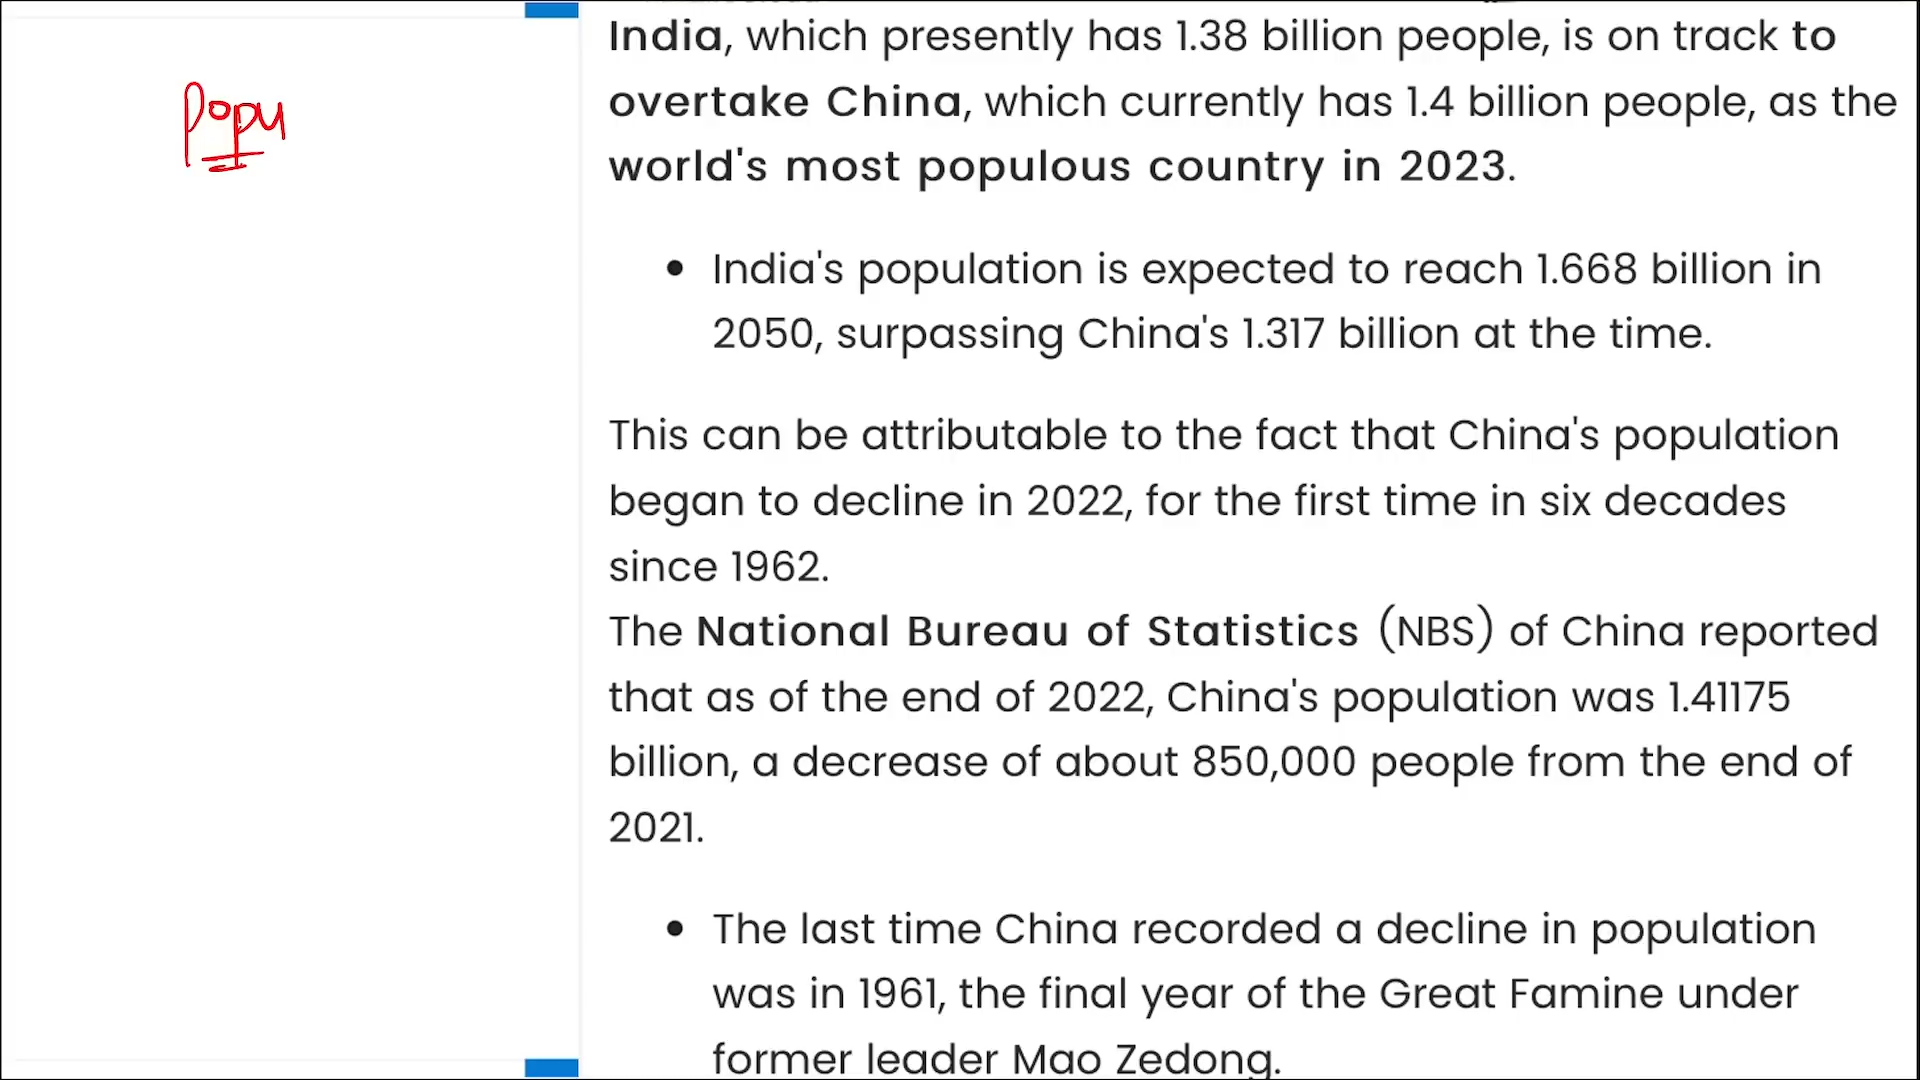 Popu
India, which presently has 1.38 billion people, is on track to
overtake China, which currently has 1.4 billion people, as the
world's most populous country in 2023.
• India's population is expected to reach 1.668 billion in
2050, surpassing China's 1.317 billion at the time.
This can be attributable to the fact that China's population
began to decline in 2022, for the first time in six decades
since 1962.
The National Bureau of Statistics (NBS) of China reported
that as of the end of 2022, China's population was 1.41175
billion, a decrease of about 850,000 people from the end of
2021.
• The last time China recorded a decline in population
was in 1961, the final year of the Great Famine under
former leader Mao Zedong.